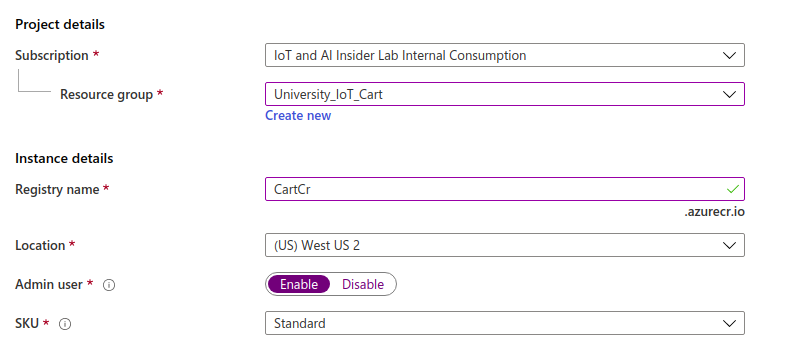 Project details
Subscription * IoT and AI Insider Lab Internal Consumption
Resource group * University_IoT_Cart
Create new
Instance details
Registry name * CartCr
.azurecr.io
Location * (US) West US 2
Admin user * Enable Disable
SKU * Standard